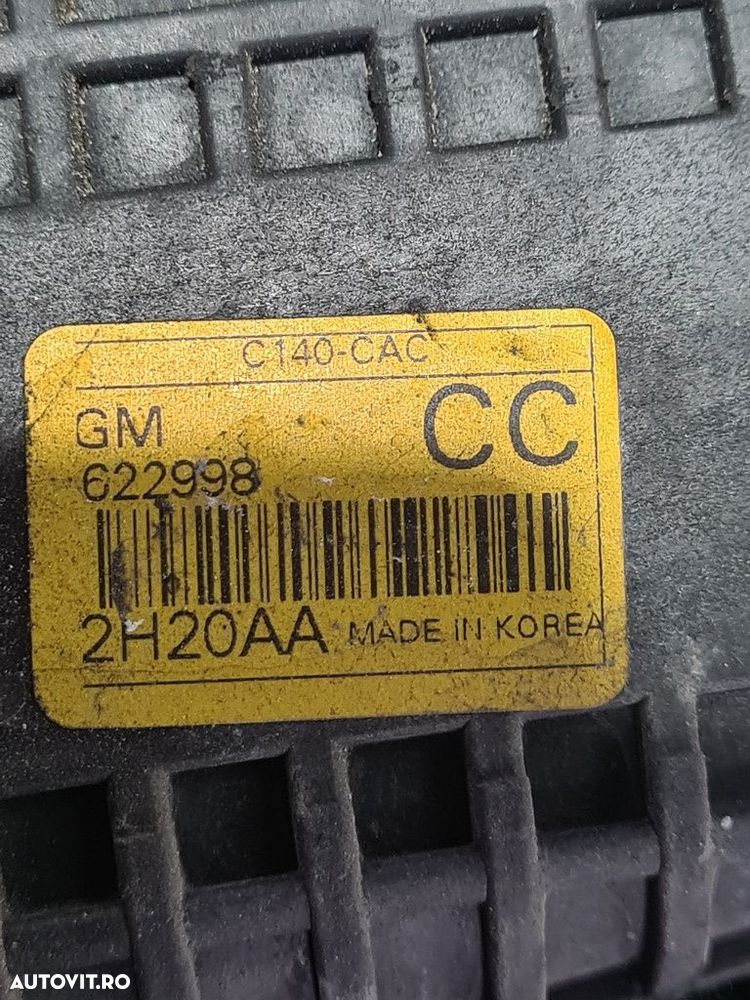 C140-CAC
GM CC
622998
2H20AA MADE IN KOREA
AUTOVIT.RO